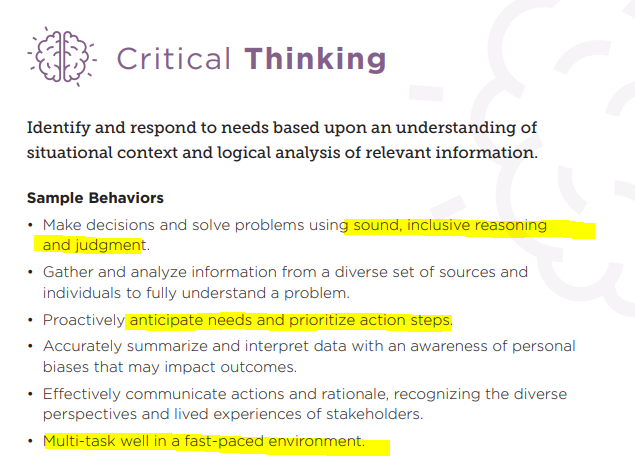 Critical Thinking
Identify and respond to needs based upon an understanding of
situational context and logical analysis of relevant information.
Sample Behaviors
• Make decisions and solve problems using sound, inclusive reasoning
and judgment.
• Gather and analyze information from a diverse set of sources and
individuals to fully understand a problem.
• Proactively anticipate needs and prioritize action steps.
• Accurately summarize and interpret data with an awareness of personal
biases that may impact outcomes.
• Effectively communicate actions and rationale, recognizing the diverse
perspectives and lived experiences of stakeholders.
• Multi-task well in a fast-paced environment.